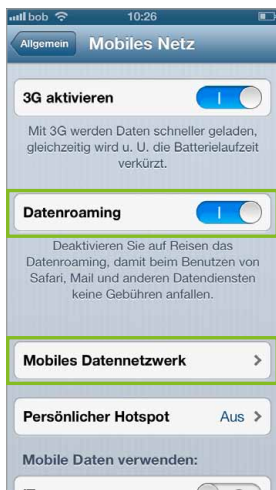 bob 10:26
Allgemein Mobiles Netz
3G aktivieren
Mit 3G werden Daten schneller geladen,
gleichzeitig wird u. U. die Batterielaufzeit
verkürzt.
Datenroaming
Deaktivieren Sie auf Reisen das
Datenroaming, damit beim Benutzen von
Safari, Mail und anderen Datendiensten
keine Gebühren anfallen.
Mobiles Datennetzwerk
Persönlicher Hotspot Aus
Mobile Daten verwenden: